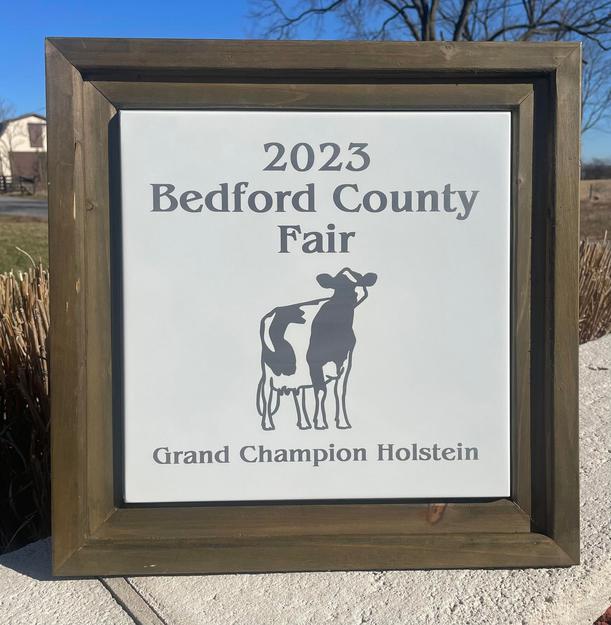 2023
Bedford County
Fair
Grand Champion Holstein